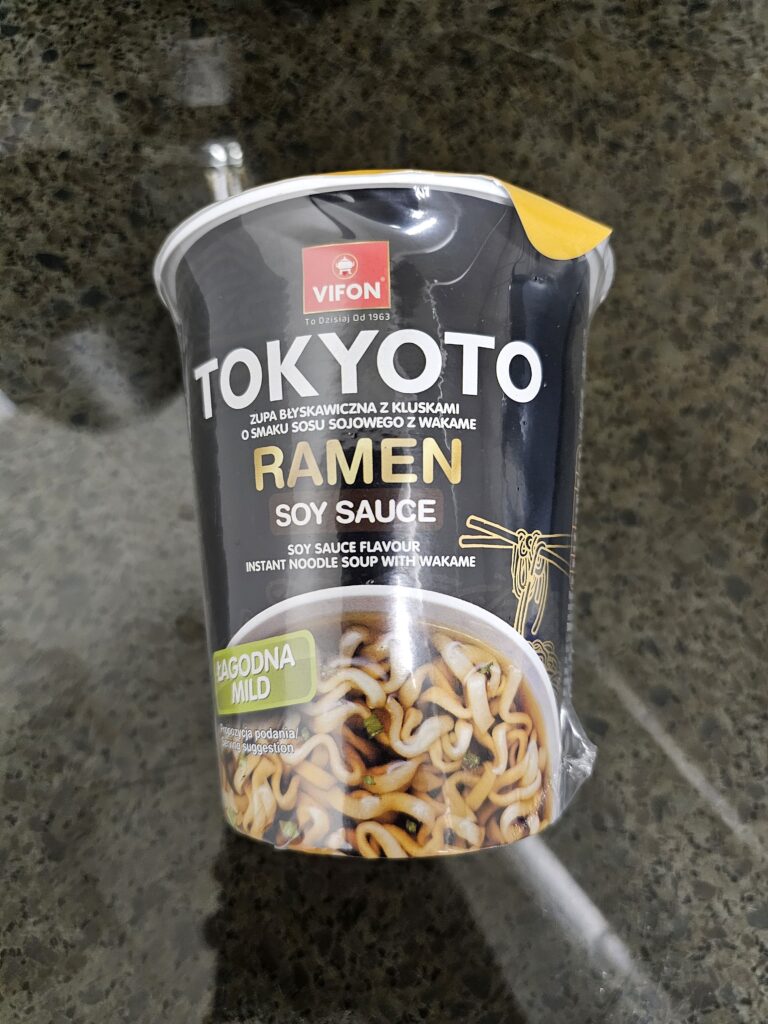 VIFON
To Dzisiaj Od 1963
TOKYOTO
ZUPA BŁYSKAWICZNA Z KLUSKAMI
O SMAKU SOSU SOJOWEGO Z WAKAME
RAMEN
SOY SAUCE
SOY SAUCE FLAVOUR
INSTANT NOODLE SOUP WITH WAKAME
ŁAGODNA
MILD
Propozycja podania/
serving suggestion